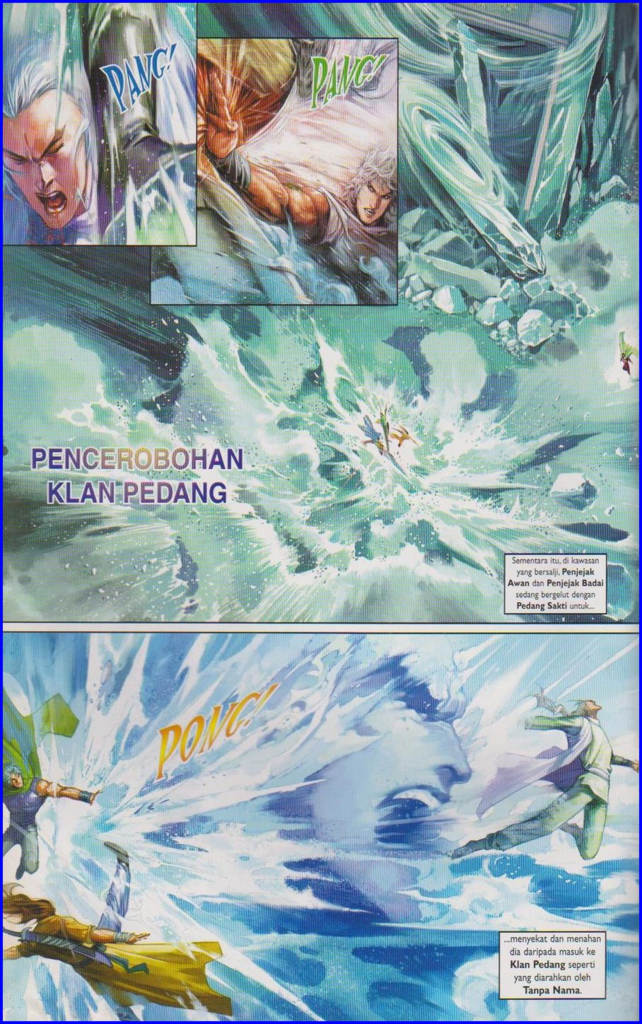 PANG!
PANG!
PENCEROBOHAN
KLAN PEDANG
Sementara itu, di kawasan
yang bersalji, Penjejak
Awan dan Penjejak Badai
sedang bergelut dengan
Pedang Sakti untuk...
PONG!
...menyekat dan menahan
dia daripada masuk ke
Klan Pedang seperti
yang diarahkan oleh
Tanpa Nama.